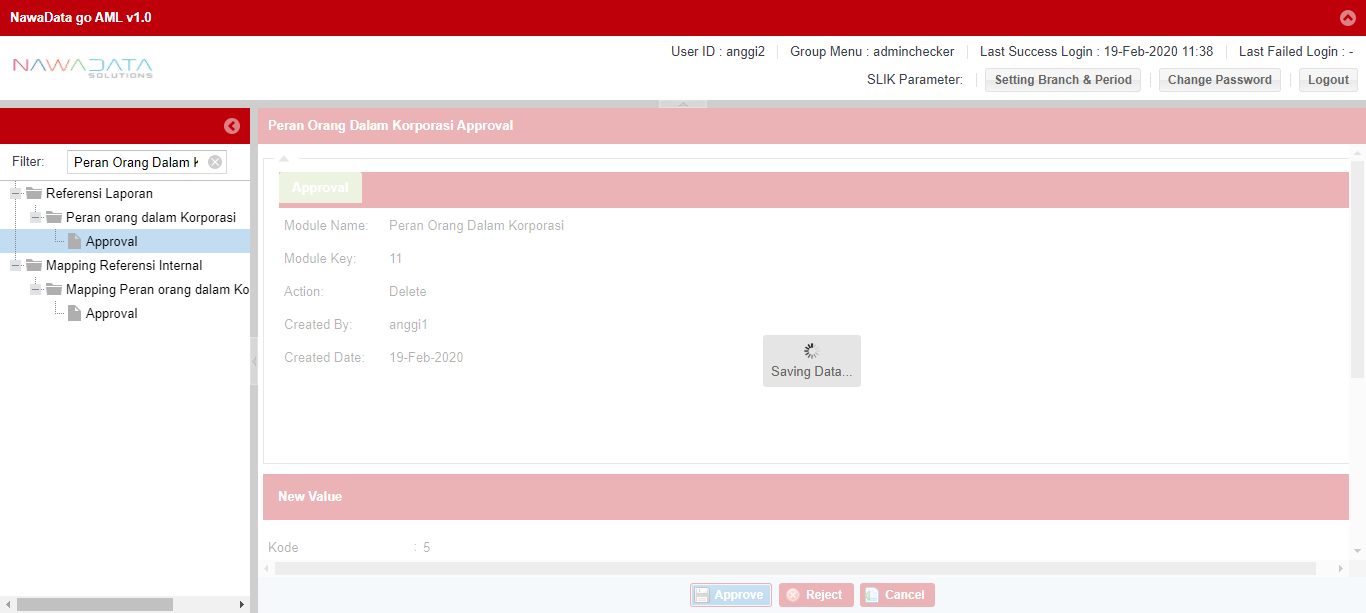 NawaData go AML v1.0
NAWADATA
SOLUTIONS
User ID : anggi2 Group Menu : adminchecker Last Success Login : 19-Feb-2020 11:38 Last Failed Login : -
SLIK Parameter: Setting Branch & Period Change Password Logout
Filter: Peran Orang Dalam K
Referensi Laporan
Peran orang dalam Korporasi
Approval
Mapping Referensi Internal
Mapping Peran orang dalam Ko
Approval
Peran Orang Dalam Korporasi Approval
Approval
Module Name: Peran Orang Dalam Korporasi
Module Key: 11
Action: Delete
Created By: anggi1
Created Date: 19-Feb-2020
Saving Data...
New Value
Kode : 5
Approve Reject Cancel